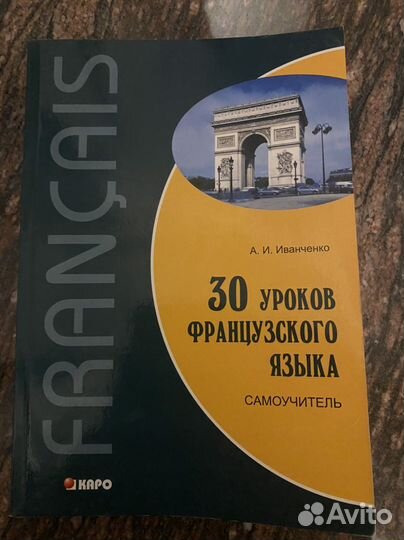 FRANÇAIS
А. И. Иванченко
30 УРОКОВ
ФРАНЦУЗСКОГО
ЯЗЫКА
САМОУЧИТЕЛЬ
КАРО
Avito